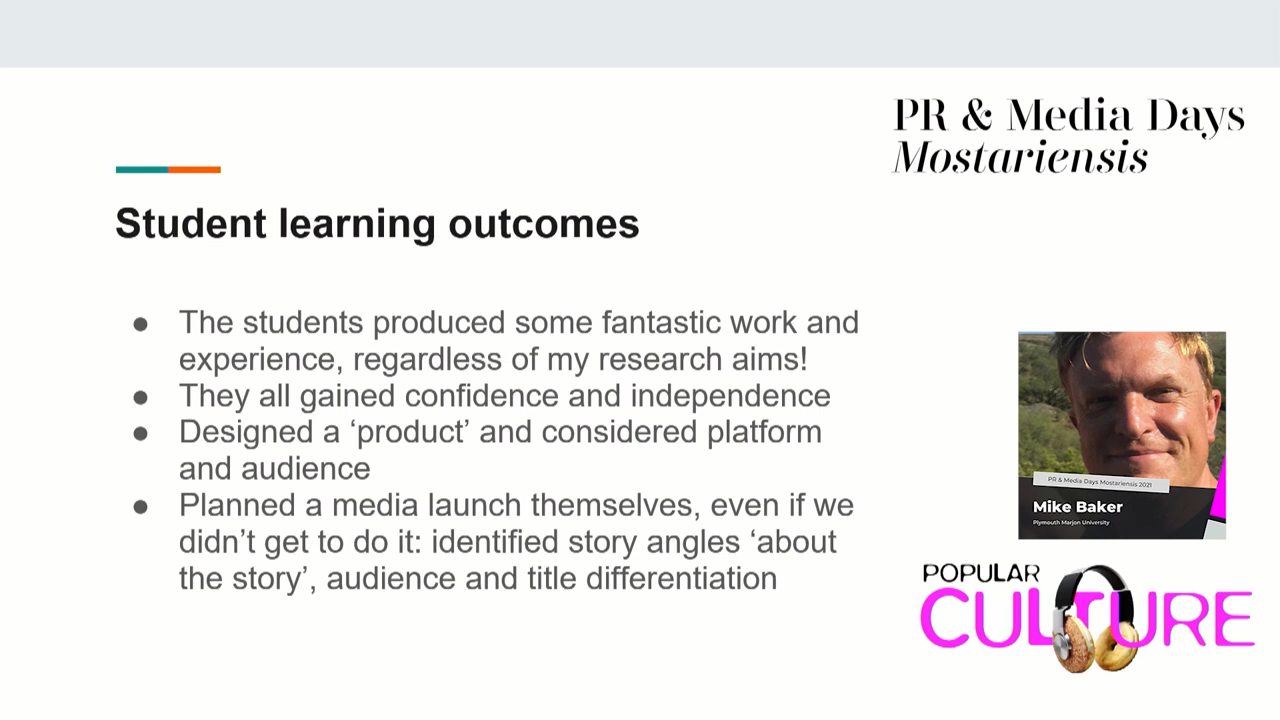 PR & Media Days
Mostariensis
Student learning outcomes
● The students produced some fantastic work and
experience, regardless of my research aims!
● They all gained confidence and independence
● Designed a ‘product’ and considered platform
and audience
● Planned a media launch themselves, even if we
didn’t get to do it: identified story angles ‘about
the story’, audience and title differentiation
PR & Media Days Mostariensis 2021
Mike Baker
Plymouth Marjon University
POPULAR
CULTURE